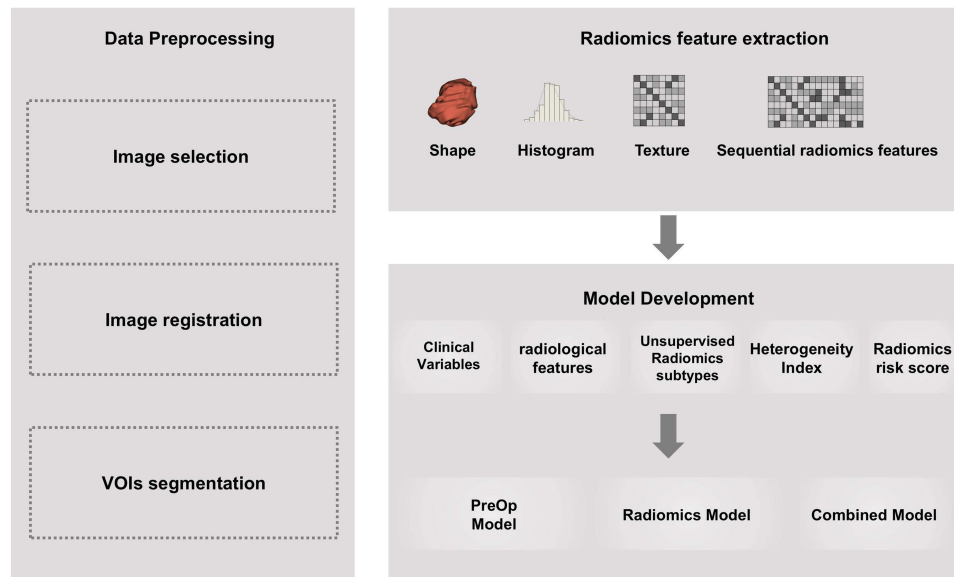 Data Preprocessing
Image selection
Image registration
VOIs segmentation
Radiomics feature extraction
Shape
Histogram
Texture
Sequential radiomics features
Model Development
Clinical
Variables
radiological
features
Unsupervised
Radiomics
subtypes
Heterogeneity
Index
Radiomics
risk score
PreOp
Model
Radiomics Model
Combined Model